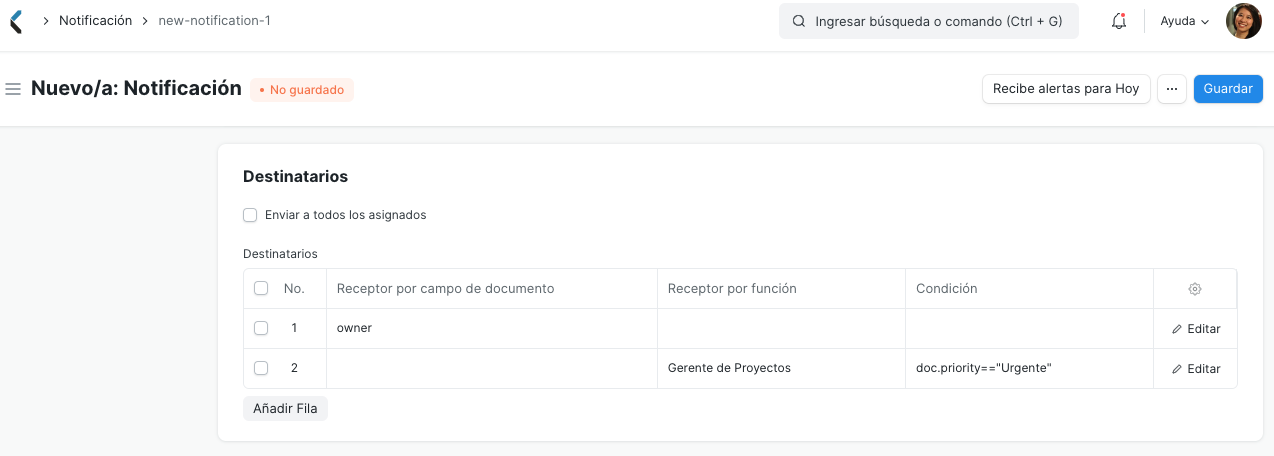 Notificación
new-notification-1
Ingresar búsqueda o comando (Ctrl + G)
Ayuda
Nuevo/a: Notificación
No guardado
Recibe alertas para Hoy
···
Guardar
Destinatarios
Enviar a todos los asignados
Destinatarios
No. Receptor por campo de documento Receptor por función Condición
1 owner Editar
2 Gerente de Proyectos doc.priority=="Urgente" Editar
Añadir Fila